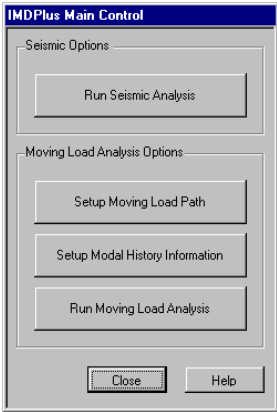 IMDPlus Main Control
Seismic Options
Run Seismic Analysis
Moving Load Analysis Options
Setup Moving Load Path
Setup Modal History Information
Run Moving Load Analysis
Close
Help